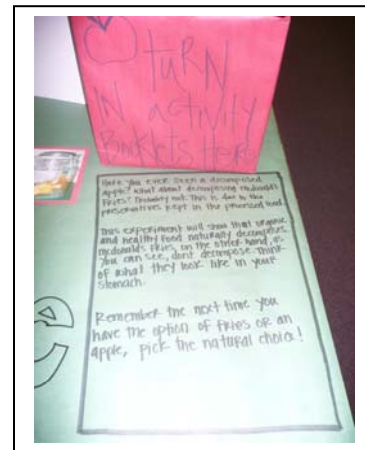 TURN
IN activity
Booklets Here
Have you ever seen a decomposed
apple? What about decomposing mcdonald's
fries? Probably not. This is due to the
preservatives kept in the processed food.
This experiment will show that organic
and healthy food naturally decomposes.
mcdonalds fries, on the other hand, as
you can see, don't decompose. Think
of what they look like in your
stomach.
Remember the next time you
have the option of fries or an
apple, pick the natural choice!
e